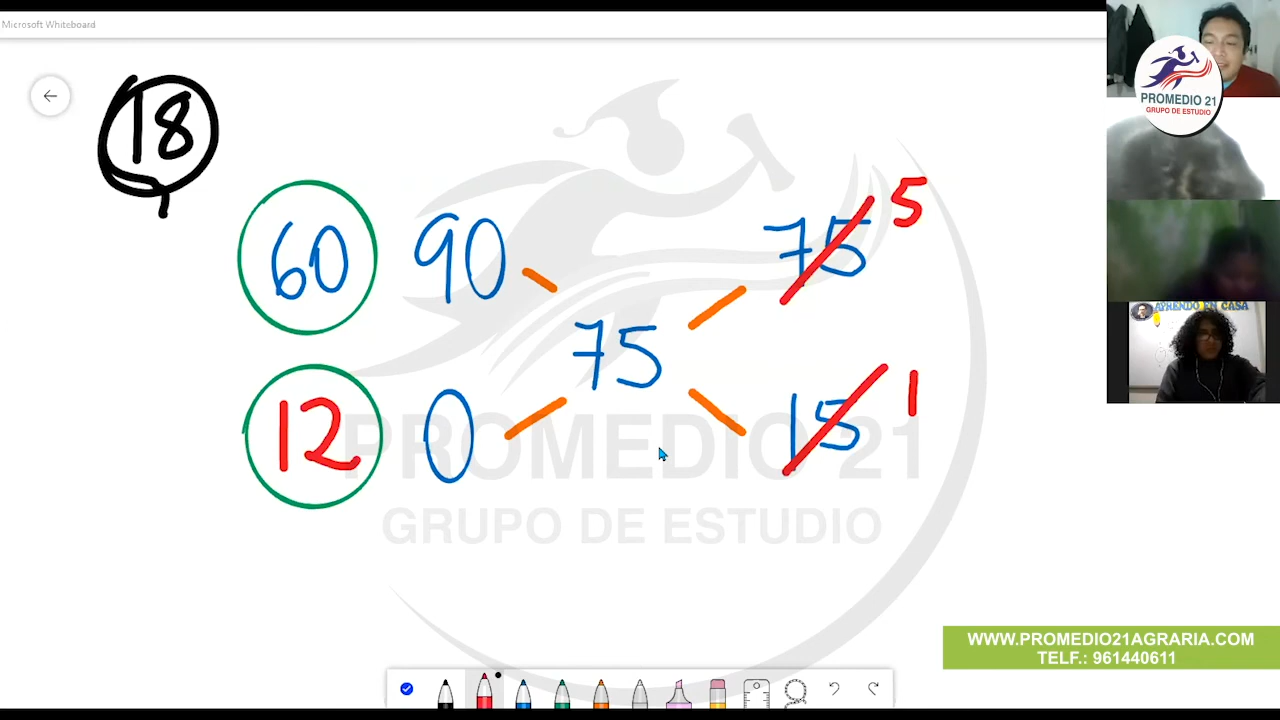 Microsoft Whiteboard
18
60 90 75 5
75
12 0 15 1
PROMEDIO 21
GRUPO DE ESTUDIO
PROMEDIO 21
GRUPO DE ESTUDIO
APRENDO EN CASA
WWW.PROMEDIO21AGRARIA.COM
TELF.: 961440611